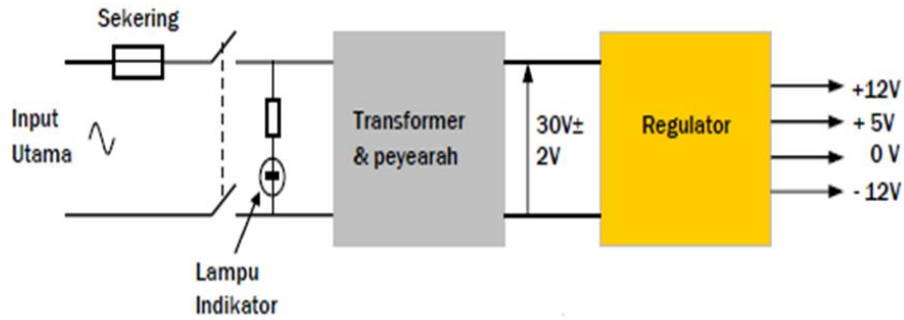 Sekering
Input
Utama
Transformer
& peyearah
30V±
2V
Regulator
+12V
+ 5V
0 V
- 12V
Lampu
Indikator